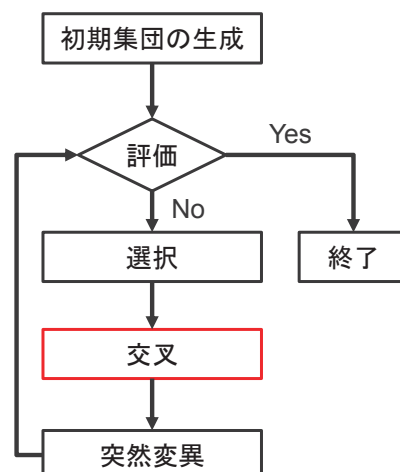 初期集団の生成
評価
Yes
No
選択
終了
交叉
突然変異